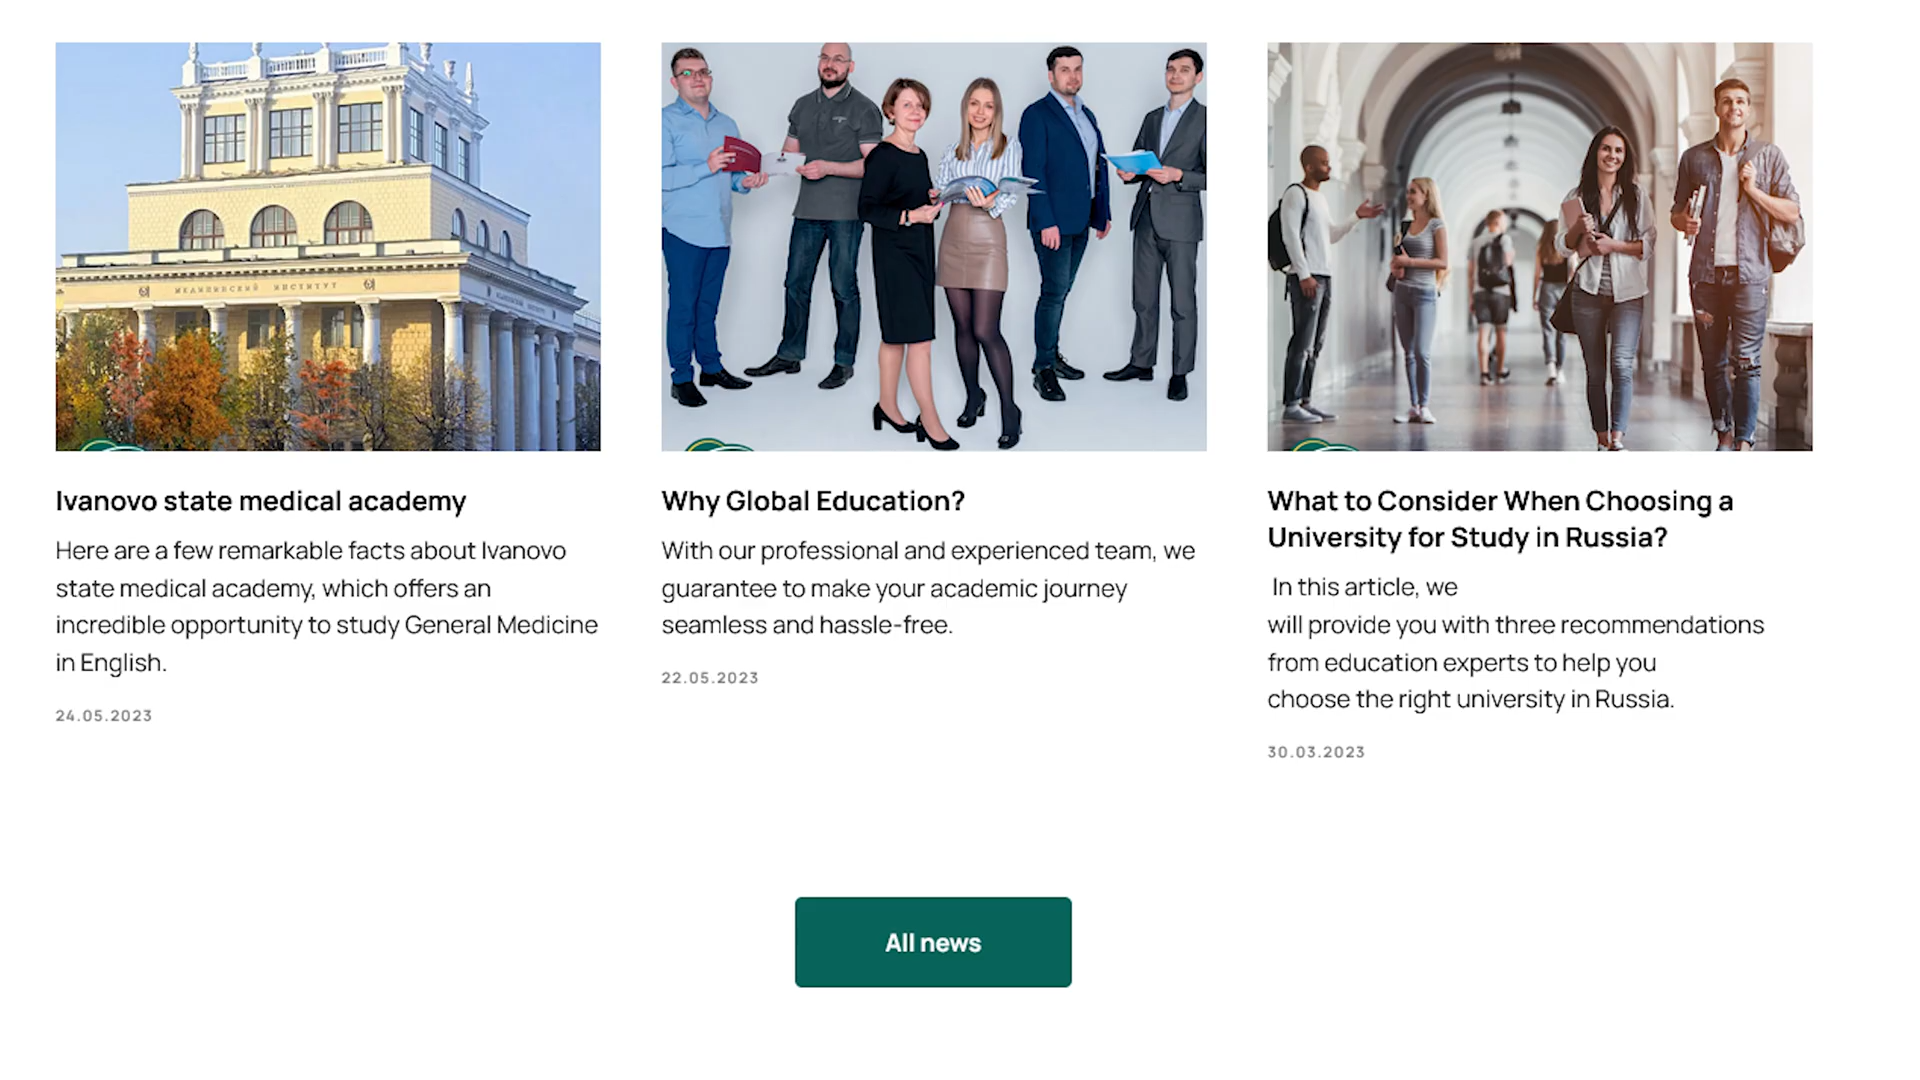 МЕДИЦИНСКИЙ ИНСТИТУТ
Ivanovo state medical academy
Here are a few remarkable facts about Ivanovo
state medical academy, which offers an
incredible opportunity to study General Medicine
in English.
24.05.2023
Why Global Education?
With our professional and experienced team, we
guarantee to make your academic journey
seamless and hassle-free.
22.05.2023
What to Consider When Choosing a
University for Study in Russia?
In this article, we
will provide you with three recommendations
from education experts to help you
choose the right university in Russia.
30.03.2023
All news